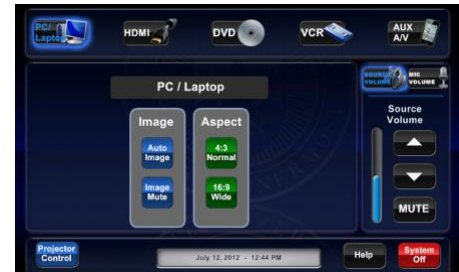 PC/
Laptop
HDMI
DVD
VCR
AUX
A/V
PC / Laptop
Image
Aspect
Auto
Image
4:3
Normal
Image
Mute
16:9
Wide
SOURCE
VOLUME
MIC
VOLUME
Source
Volume
MUTE
Projector
Control
July 12, 2012 - 12:44 PM
Help
System
Off